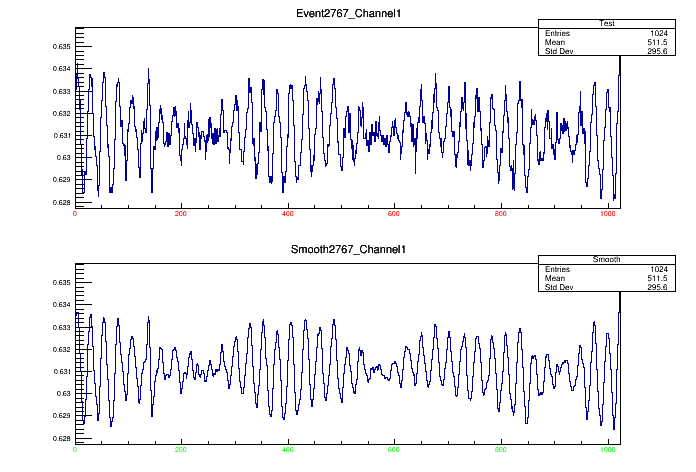 Event2767_Channel1
Test
Entries 1024
Mean 511.5
Std Dev 295.6
0.635
0.634
0.633
0.632
0.631
0.63
0.629
0.628
0 200 400 600 800 1000
Smooth2767_Channel1
Smooth
Entries 1024
Mean 511.5
Std Dev 295.6
0.635
0.634
0.633
0.632
0.631
0.63
0.629
0.628
0 200 400 600 800 1000